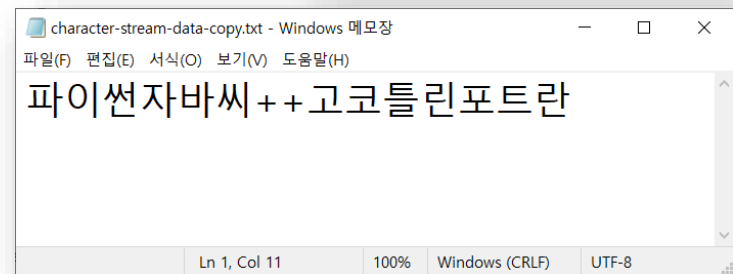 character-stream-data-copy.txt - Windows 메모장
파일(F) 편집(E) 서식(O) 보기(V) 도움말(H)
파이썬자바씨++고코틀린포트란
Ln 1, Col 11 100% Windows (CRLF) UTF-8